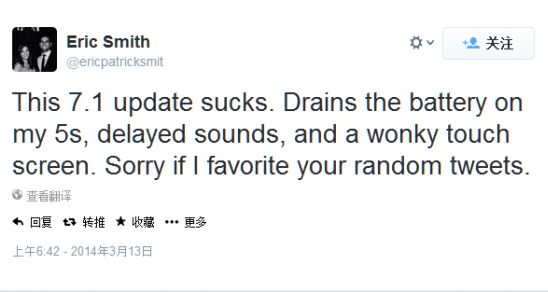 Eric Smith
@ericpatricksmit
关注
This 7.1 update sucks. Drains the battery on
my 5s, delayed sounds, and a wonky touch
screen. Sorry if I favorite your random tweets.
查看翻译
回复 转推 收藏 更多
上午6:42 - 2014年3月13日